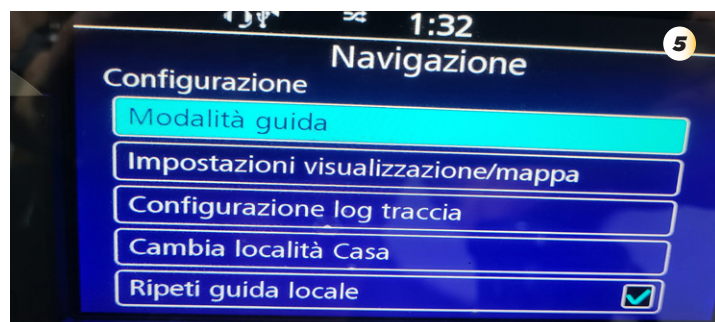 1:32
5
Navigazione
Configurazione
Modalità guida
Impostazioni visualizzazione/mappa
Configurazione log traccia
Cambia località Casa
Ripeti guida locale